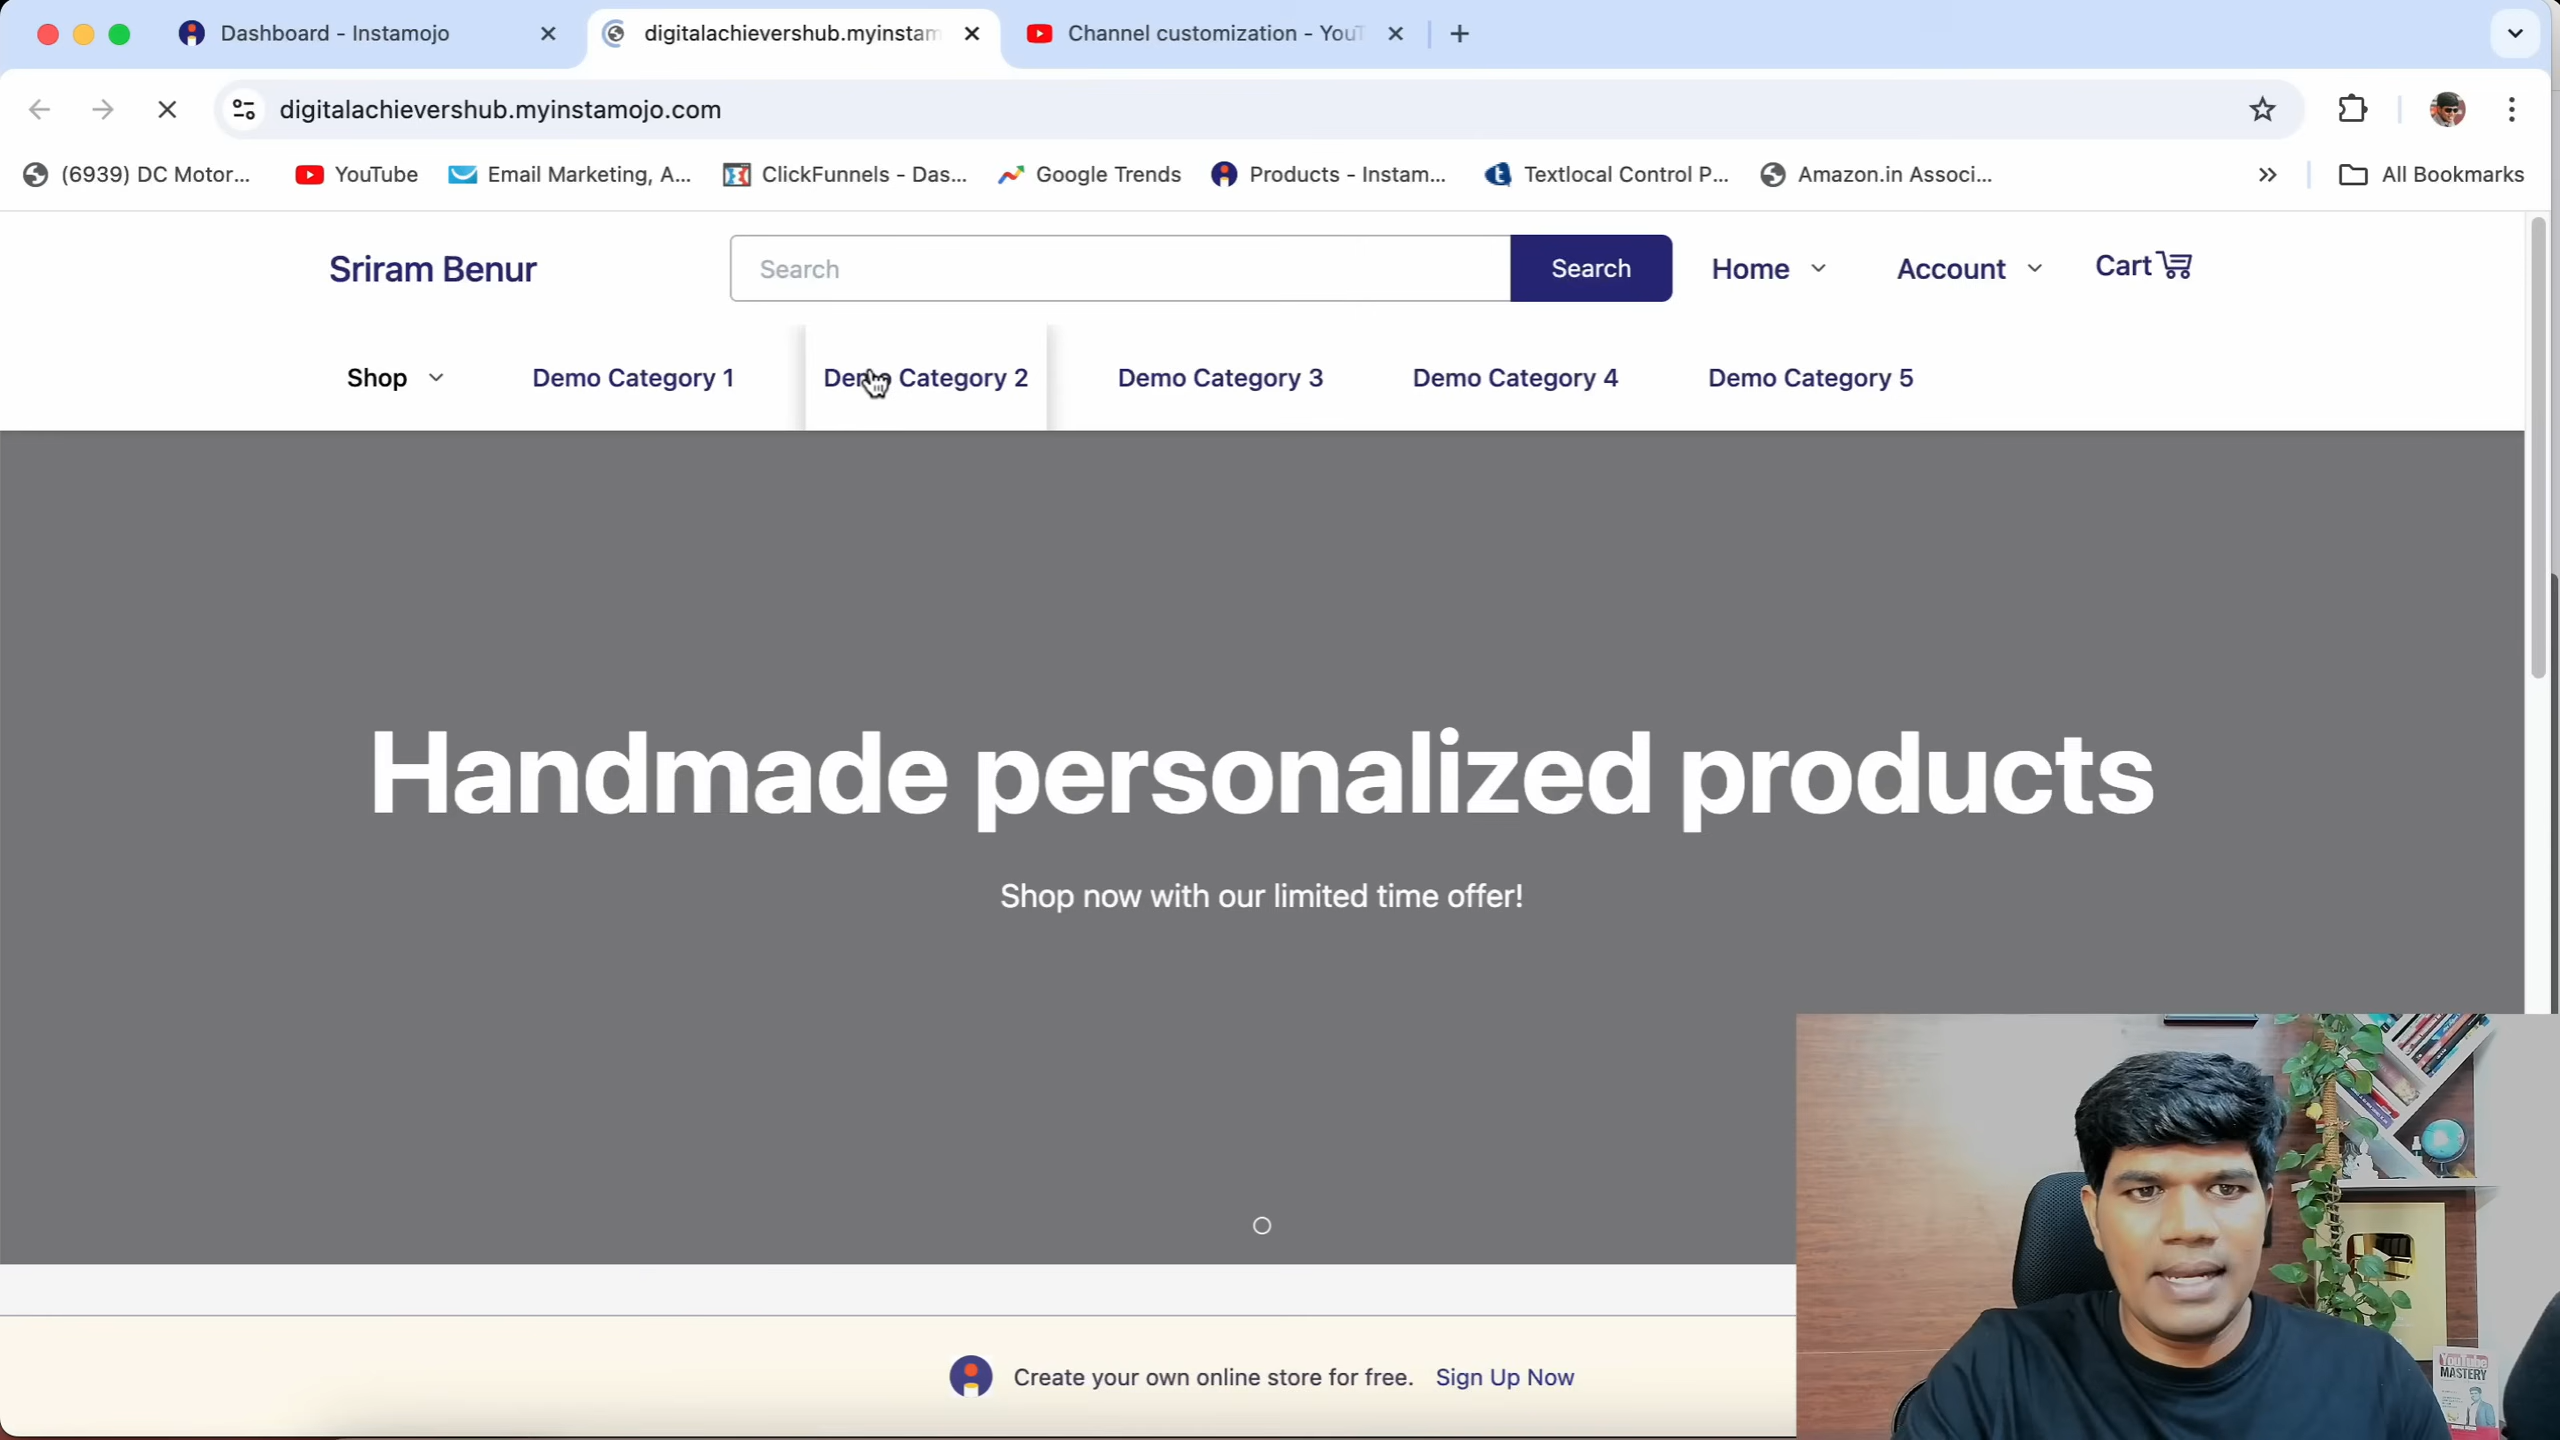 Dashboard - Instamojo
digitalachievershub.myinstam
Channel customization - You
digitalachievershub.myinstamojo.com
(6939) DC Motor...
YouTube
Email Marketing, A...
ClickFunnels - Das...
Google Trends
Products - Instam...
Textlocal Control P...
Amazon.in Associ...
All Bookmarks
Sriram Benur
Search
Search
Home
Account
Cart
Shop
Demo Category 1
Demo Category 2
Demo Category 3
Demo Category 4
Demo Category 5
Handmade personalized products
Shop now with our limited time offer!
Create your own online store for free. Sign Up Now
YouTube
MASTERY